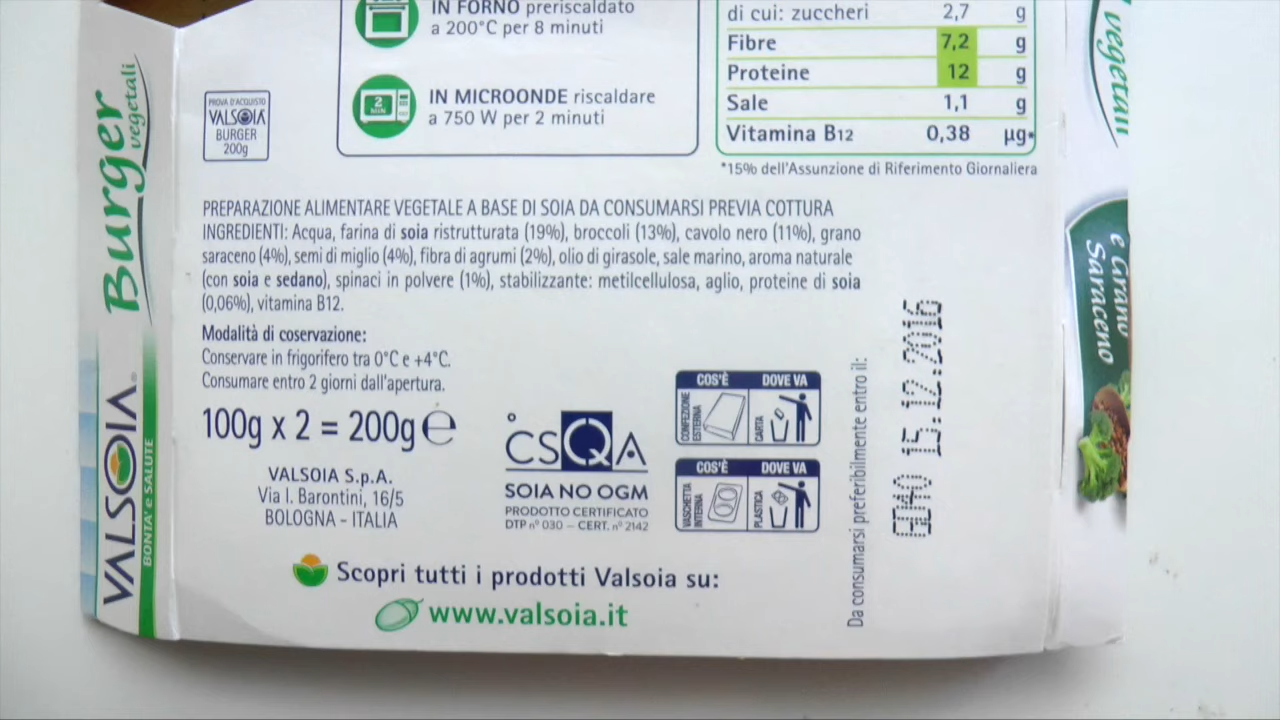 IN FORNO preriscaldato
a 200°C per 8 minuti
IN MICROONDE riscaldare
a 750 W per 2 minuti
2
MIN
di cui: zuccheri 2,7 g
Fibre 7,2 g
Proteine 12 g
Sale 1,1 g
Vitamina B12 0,38 µg*
*15% dell'Assunzione di Riferimento Giornaliera
PROVA D'ACQUISTO
VALSOIA
BURGER
200g
PREPARAZIONE ALIMENTARE VEGETALE A BASE DI SOIA DA CONSUMARSI PREVIA COTTURA
INGREDIENTI: Acqua, farina di soia ristrutturata (19%), broccoli (13%), cavolo nero (11%), grano
saraceno (4%), semi di miglio (4%), fibra di agrumi (2%), olio di girasole, sale marino, aroma naturale
(con soia e sedano), spinaci in polvere (1%), stabilizzante: metilcellulosa, aglio, proteine di soia
(0,06%), vitamina B12.
Modalità di coservazione:
Conservare in frigorifero tra 0°C e +4°C.
Consumare entro 2 giorni dall'apertura.
100g x 2 = 200g e
VALSOIA S.p.A.
Via I. Barontini, 16/5
BOLOGNA - ITALIA
CSQA
SOIA NO OGM
PRODOTTO CERTIFICATO
DTP n° 030 – CERT. n° 2142
COS'È DOVE VA
CONFEZIONE
ESTERNA
CARTA
COS'È DOVE VA
VASCHETTA
INTERNA
PLASTICA
Scopri tutti i prodotti Valsoia su:
www.valsoia.it
Da consumarsi preferibilmente entro il:
15.12.2016
VALSOIA
BONTA' e SALUTE
Burger
vegetali
vegetali
e Grano
Saraceno